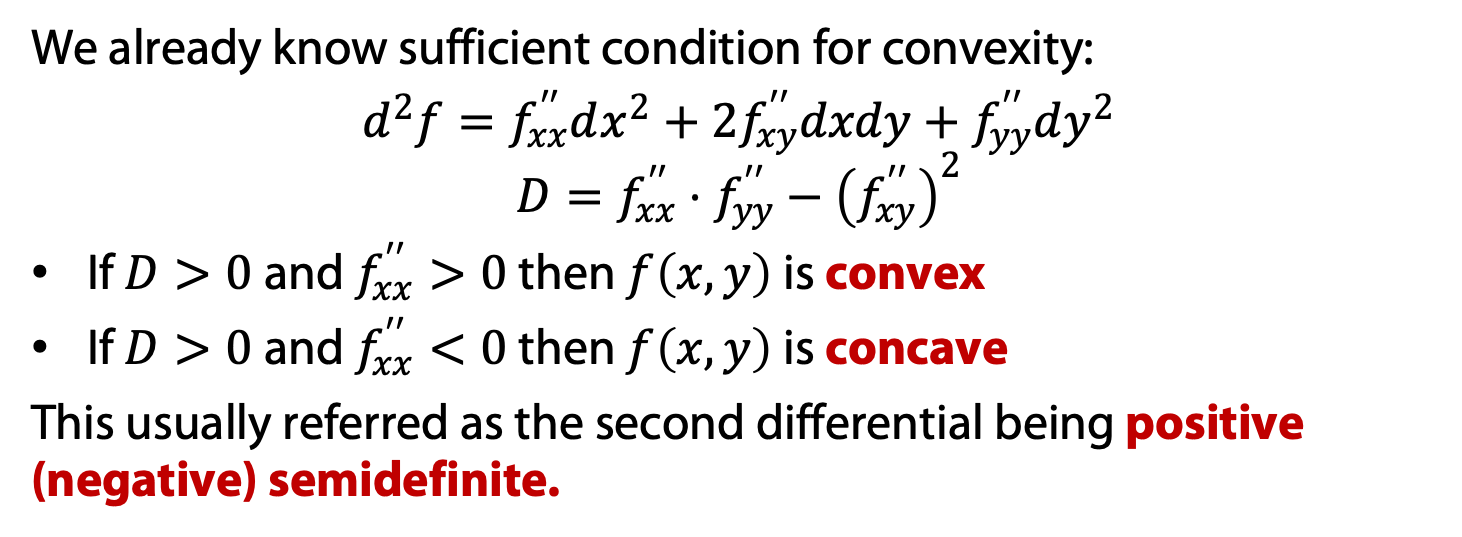 We already know sufficient condition for convexity:
d²f = f''ₓₓdx² + 2f''ₓᵧdxdy + f''ᵧᵧdy²
D = f''ₓₓ · f''ᵧᵧ − (f''ₓᵧ)²
• If D > 0 and f''ₓₓ > 0 then f(x, y) is convex
• If D > 0 and f''ₓₓ < 0 then f(x, y) is concave
This usually referred as the second differential being positive
(negative) semidefinite.